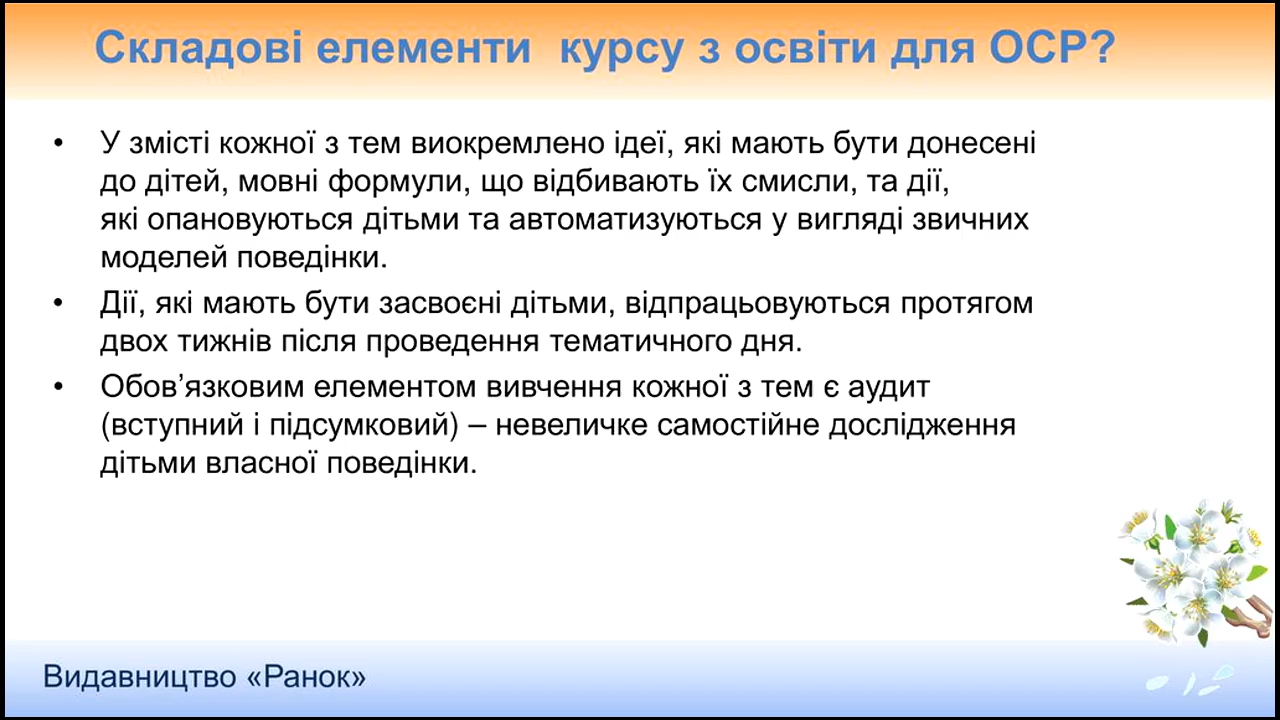 Складові елементи курсу з освіти для ОСР?
• У змісті кожної з тем виокремлено ідеї, які мають бути донесені
до дітей, мовні формули, що відбивають їх смисли, та дії,
які опановуються дітьми та автоматизуються у вигляді звичних
моделей поведінки.
• Дії, які мають бути засвоєні дітьми, відпрацьовуються протягом
двох тижнів після проведення тематичного дня.
• Обов’язковим елементом вивчення кожної з тем є аудит
(вступний і підсумковий) – невеличке самостійне дослідження
дітьми власної поведінки.
Видавництво «Ранок»